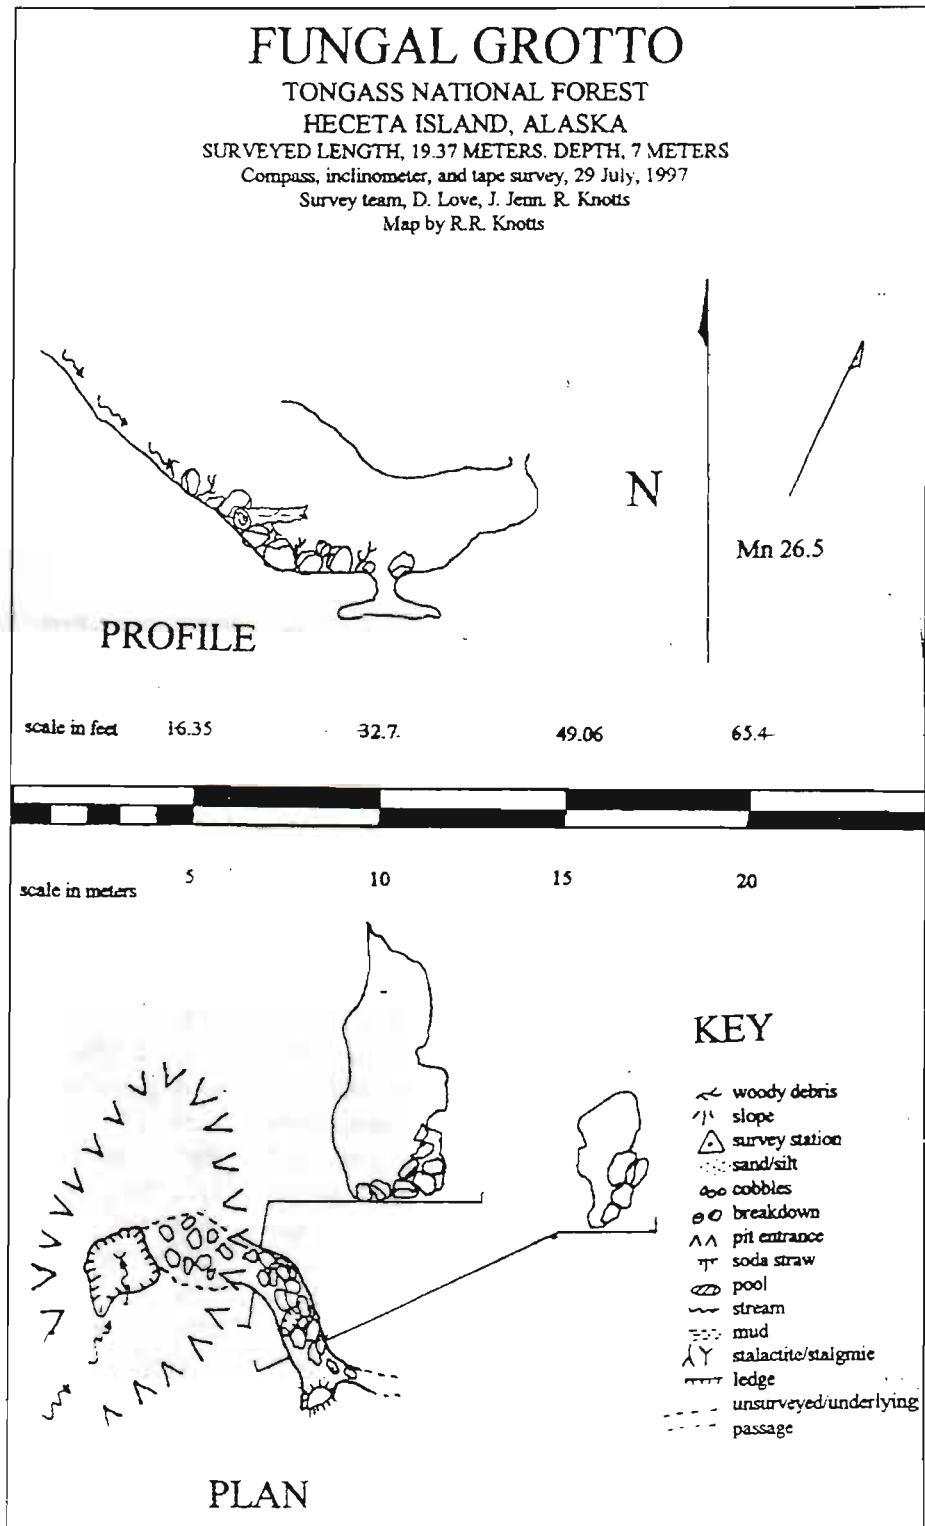 FUNGAL GROTTO
TONGASS NATIONAL FOREST
HECETA ISLAND, ALASKA
SURVEYED LENGTH, 19.37 METERS. DEPTH, 7 METERS
Compass, inclinometer, and tape survey, 29 July, 1997
Survey team, D. Love, J. Jenn. R. Knotts
Map by R.R. Knotts
N
Mn 26.5
PROFILE
scale in feet 16.35 32.7 49.06 65.4
scale in meters 5 10 15 20
KEY
woody debris
slope
survey station
sand/silt
cobbles
breakdown
pit entrance
soda straw
pool
stream
mud
stalactite/stalgmie
ledge
unsurveyed/underlying
passage
PLAN